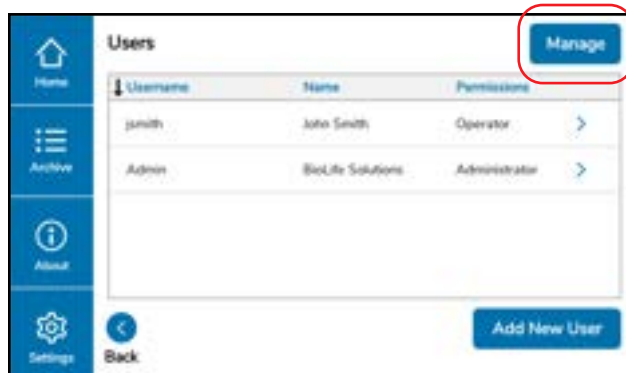 Users
Manage
Home
Username Name Permissions
jsmith John Smith Operator
Archive
Admin BioLife Solutions Administrator
About
Settings
Back
Add New User